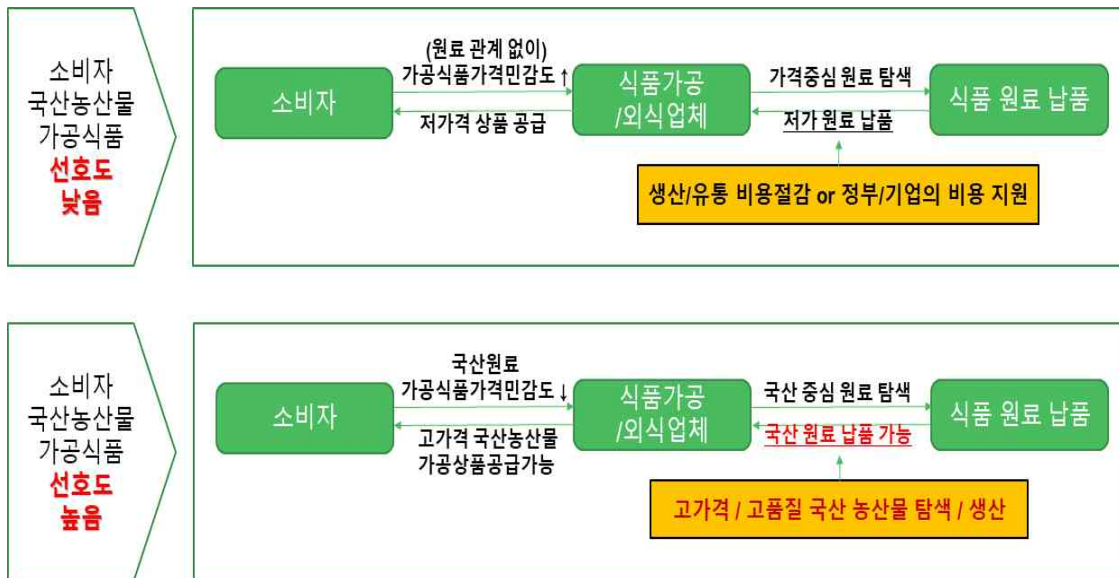 소비자
국산농산물
가공식품
선호도
낮음
소비자
(원료 관계 없이)
가공식품가격민감도 ↑
저가격 상품 공급
식품가공
/외식업체
가격중심 원료 탐색
저가 원료 납품
식품 원료 납품
생산/유통 비용절감 or 정부/기업의 비용 지원
소비자
국산농산물
가공식품
선호도
높음
소비자
국산원료
가공식품가격민감도 ↓
고가격 국산농산물
가공상품공급가능
식품가공
/외식업체
국산 중심 원료 탐색
국산 원료 납품 가능
식품 원료 납품
고가격 / 고품질 국산 농산물 탐색 / 생산